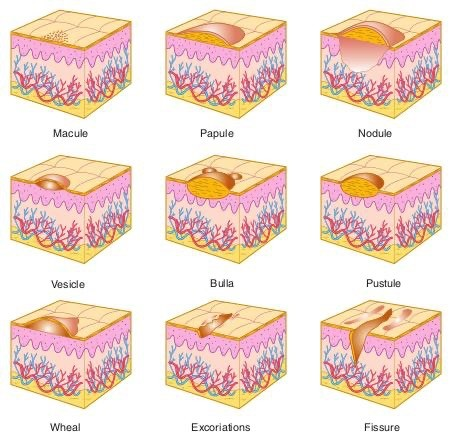 Macule
Papule
Nodule
Vesicle
Bulla
Pustule
Wheal
Excoriations
Fissure